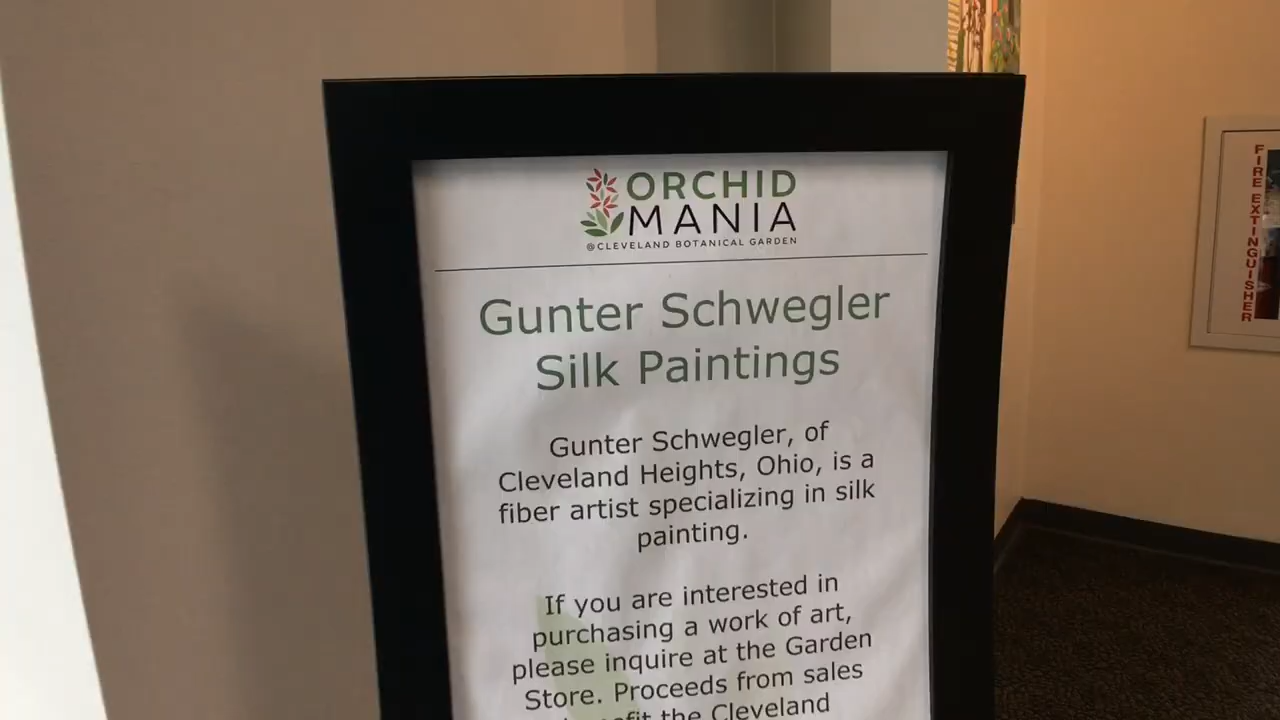 ORCHID
MANIA
@CLEVELAND BOTANICAL GARDEN
Gunter Schwegler
Silk Paintings
Gunter Schwegler, of
Cleveland Heights, Ohio, is a
fiber artist specializing in silk
painting.
If you are interested in
purchasing a work of art,
please inquire at the Garden
Store. Proceeds from sales
the Cleveland
FIRE EXTINGUISHER